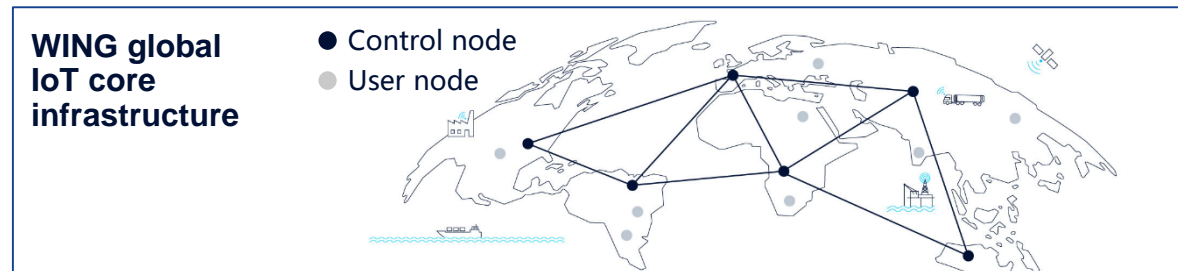 WING global
IoT core
infrastructure
Control node
User node